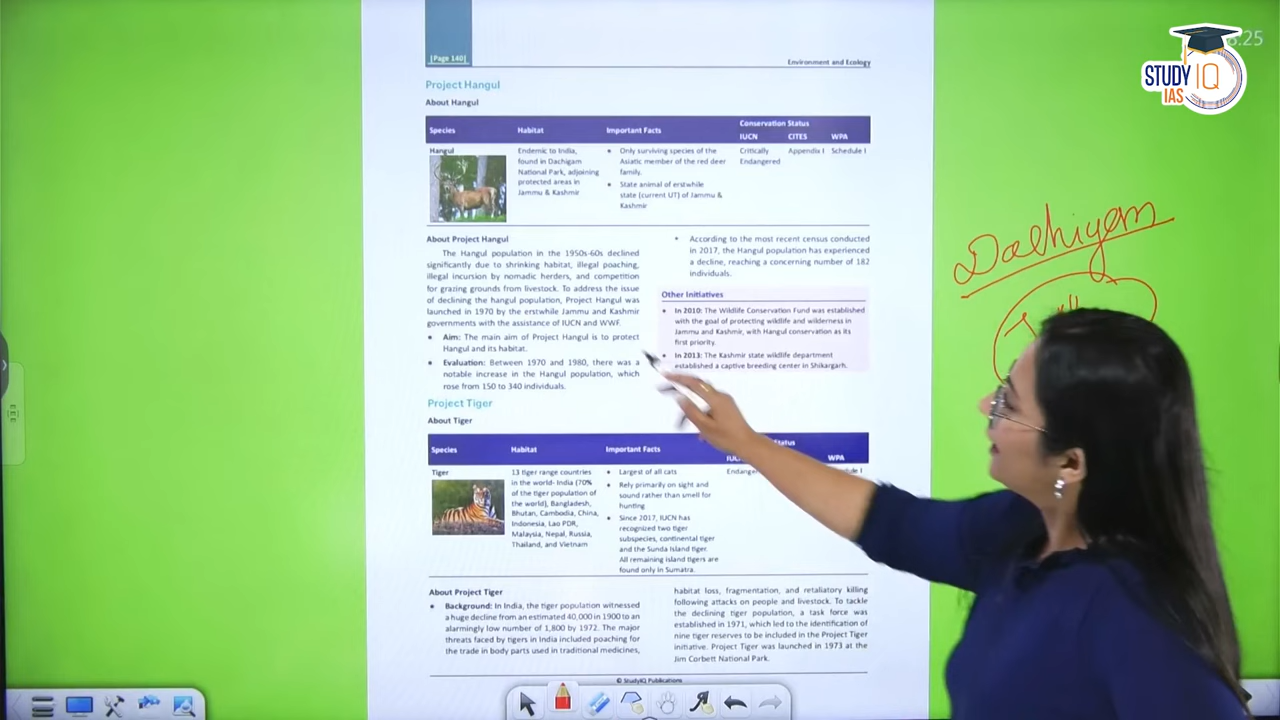 8.25
STUDY IQ
IAS
[Page 140]
Environment and Ecology
Project Hangul
About Hangul
Species
Habitat
Important Facts
Conservation Status
IUCN
CITES
WPA
Hangul
Endemic to India,
found in Dachigam
National Park, adjoining
protected areas in
Jammu & Kashmir
• Only surviving species of the
Asiatic member of the red deer
family.
• State animal of erstwhile
state (current UT) of Jammu &
Kashmir
Critically
Endangered
Appendix I
Schedule I
About Project Hangul
The Hangul population in the 1950s-60s declined
significantly due to shrinking habitat, illegal poaching,
illegal incursion by nomadic herders, and competition
for grazing grounds from livestock. To address the issue
of declining the hangul population, Project Hangul was
launched in 1970 by the erstwhile Jammu and Kashmir
governments with the assistance of IUCN and WWF.
• Aim: The main aim of Project Hangul is to protect
Hangul and its habitat.
• Evaluation: Between 1970 and 1980, there was a
notable increase in the Hangul population, which
rose from 150 to 340 individuals.
• According to the most recent census conducted
in 2017, the Hangul population has experienced
a decline, reaching a concerning number of 182
individuals.
Other Initiatives
• In 2010: The Wildlife Conservation Fund was established
with the goal of protecting wildlife and wilderness in
Jammu and Kashmir, with Hangul conservation as its
first priority.
• In 2013: The Kashmir state wildlife department
established a captive breeding center in Shikargarh.
Dachigam
Project Tiger
About Tiger
Species
Habitat
Important Facts
Status
WPA
Tiger
13 tiger range countries
in the world- India (70%
of the tiger population of
the world), Bangladesh,
Bhutan, Cambodia, China,
Indonesia, Lao PDR,
Malaysia, Nepal, Russia,
Thailand, and Vietnam
• Largest of all cats
• Rely primarily on sight and
sound rather than smell for
hunting
• Since 2017, IUCN has
recognized two tiger
subspecies, continental tiger
and the Sunda Island tiger.
All remaining island tigers are
found only in Sumatra.
About Project Tiger
• Background: In India, the tiger population witnessed
a huge decline from an estimated 40,000 in 1900 to an
alarmingly low number of 1,800 by 1972. The major
threats faced by tigers in India included poaching for
the trade in body parts used in traditional medicines,
habitat loss, fragmentation, and retaliatory killing
following attacks on people and livestock. To tackle
the declining tiger population, a task force was
established in 1971, which led to the identification of
nine tiger reserves to be included in the Project Tiger
initiative. Project Tiger was launched in 1973 at the
Jim Corbett National Park.
© StudyIQ Publications